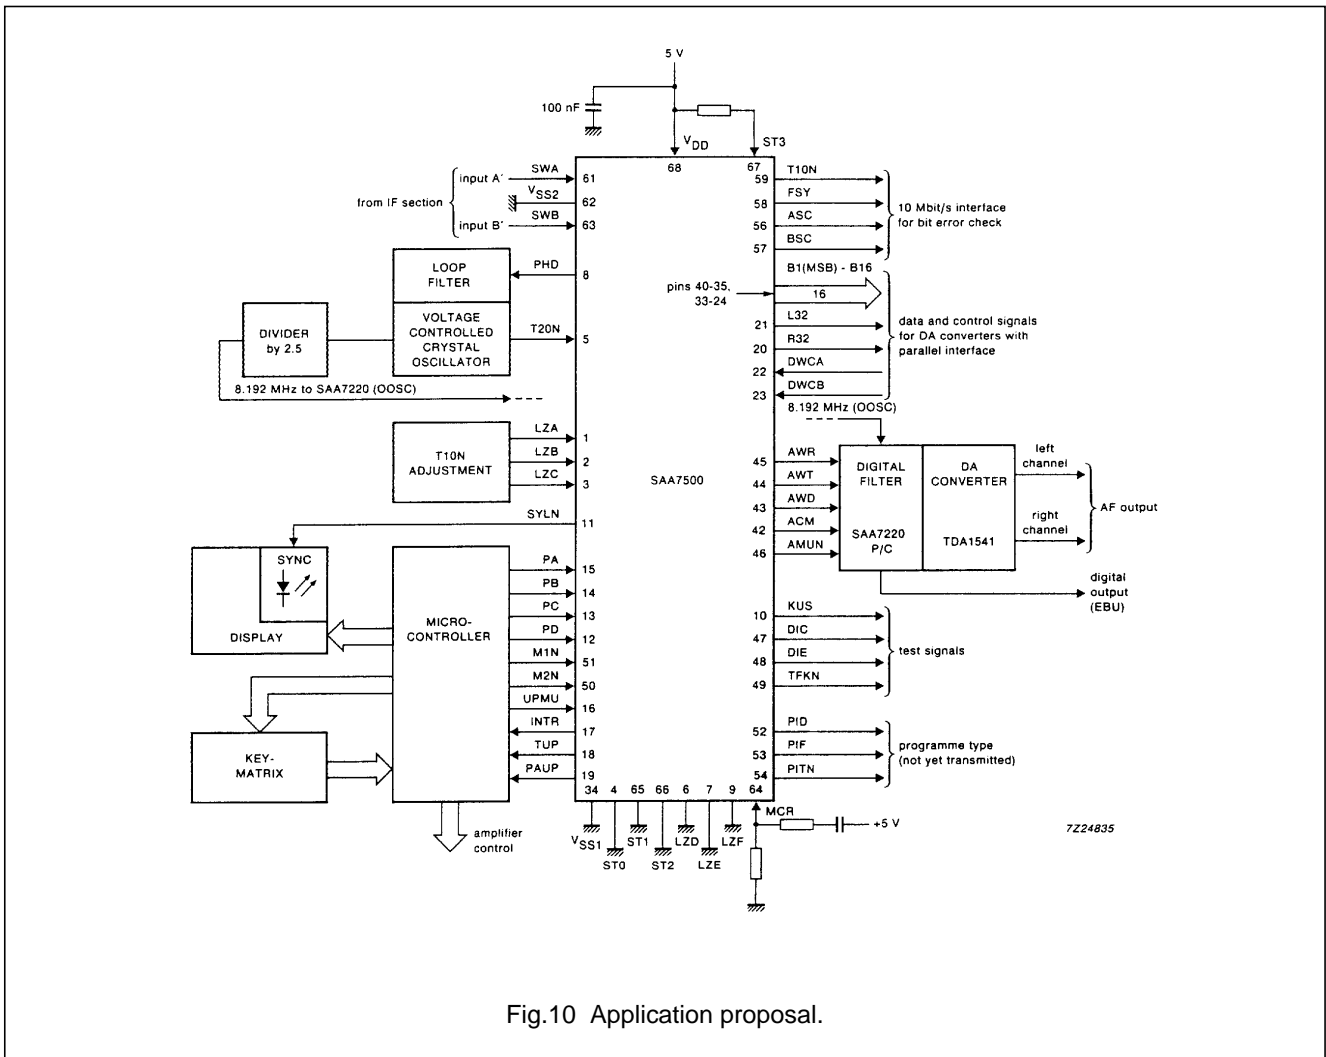 5 V
100 nF
VDD
ST3
68
67
from IF section
input A'
SWA
61
VSS2
62
input B'
SWB
63
LOOP
FILTER
PHD
8
DIVIDER
by 2.5
VOLTAGE
CONTROLLED
CRYSTAL
OSCILLATOR
T20N
5
8.192 MHz to SAA7220 (OOSC)
T10N
ADJUSTMENT
LZA
1
LZB
2
LZC
3
SYLN
11
SYNC
DISPLAY
MICRO-
CONTROLLER
PA
15
PB
14
PC
13
PD
12
M1N
51
M2N
50
UPMU
16
INTR
17
TUP
18
PAUP
19
KEY-
MATRIX
amplifier
control
SAA7500
59
T10N
58
FSY
56
ASC
57
BSC
10 Mbit/s interface
for bit error check
B1(MSB) - B16
pins 40-35,
33-24
16
21
L32
20
R32
22
DWCA
23
DWCB
data and control signals
for DA converters with
parallel interface
8.192 MHz (OOSC)
45
AWR
44
AWT
43
AWD
42
ACM
46
AMUN
DIGITAL
FILTER
SAA7220
P/C
DA
CONVERTER
TDA1541
left
channel
right
channel
AF output
digital
output
(EBU)
10
KUS
47
DIC
48
DIE
49
TFKN
test signals
52
PID
53
PIF
54
PITN
programme type
(not yet transmitted)
34 4 65 66 6 7 9 64
VSS1
ST0
ST1
ST2
LZD
LZE
LZF
MCR
+5 V
7Z24835
Fig.10 Application proposal.